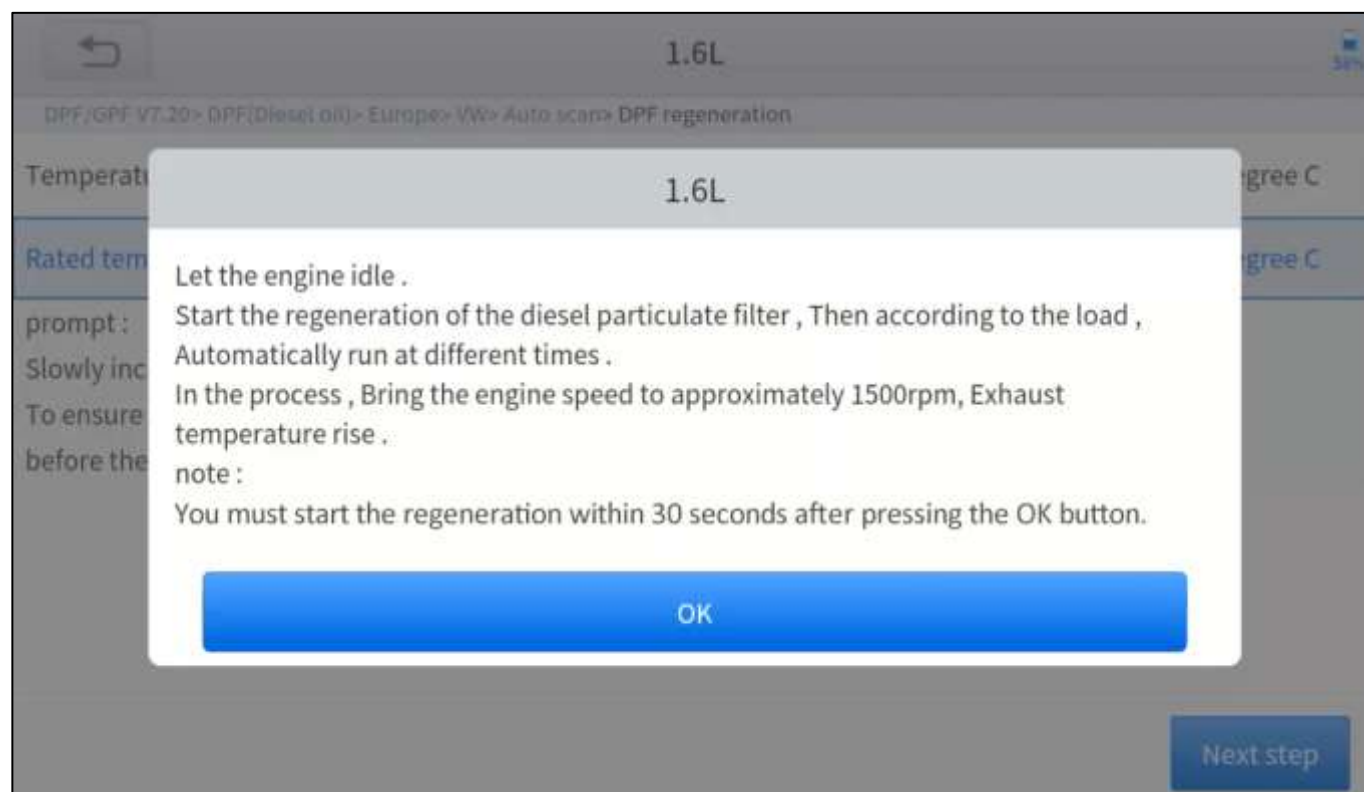 1.6L
DPF/GPF V7.20> DPF(Diesel oil)> Europe> VW> Auto scan> DPF regeneration
Temperatu
egree C
1.6L
Rated tem
egree C
Let the engine idle .
Start the regeneration of the diesel particulate filter , Then according to the load ,
Automatically run at different times .
In the process , Bring the engine speed to approximately 1500rpm, Exhaust
temperature rise .
note :
You must start the regeneration within 30 seconds after pressing the OK button.
prompt :
Slowly inc
To ensure
before the
OK
Next step